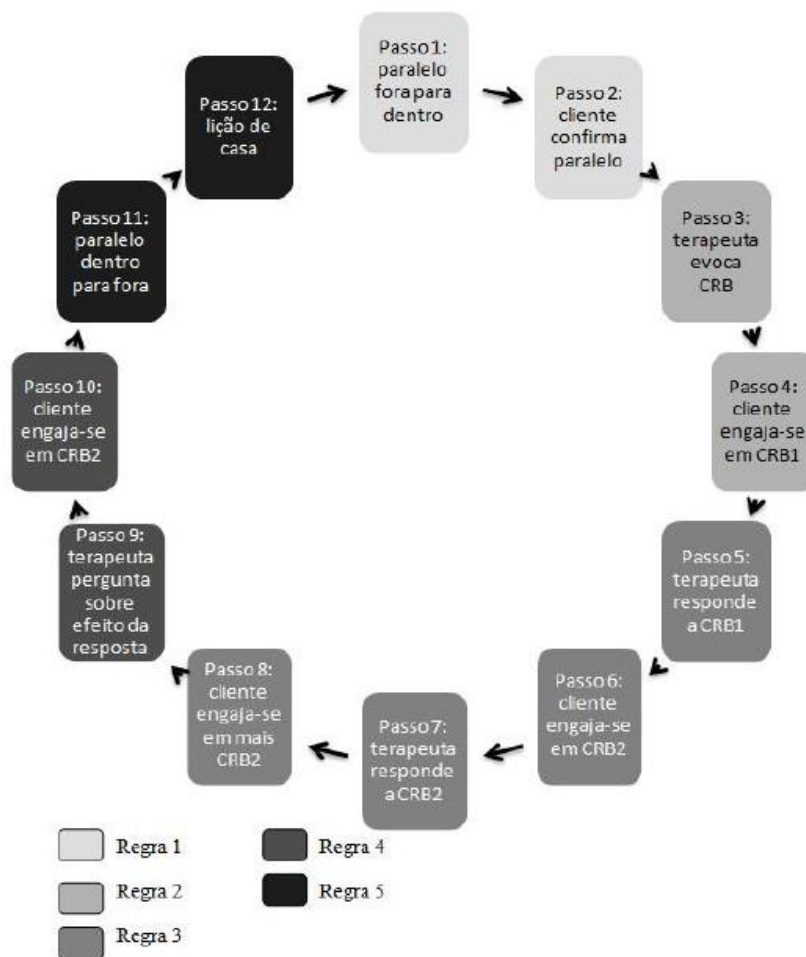 Passo 1:
paralelo
fora para
dentro
Passo 2:
cliente
confirma
paralelo
Passo 3:
terapeuta
evoca
CRB
Passo 4:
cliente
engaja-se
em CRB1
Passo 5:
terapeuta
responde
a CRB1
Passo 6:
cliente
engaja-se
em CRB2
Passo 7:
terapeuta
responde
a CRB2
Passo 8:
cliente
engaja-se
em mais
CRB2
Passo 9:
terapeuta
pergunta
sobre
efeito da
resposta
Passo 10:
cliente
engaja-se
em CRB2
Passo 11:
paralelo
dentro
para fora
Passo 12:
lição de
casa
Regra 1
Regra 2
Regra 3
Regra 4
Regra 5